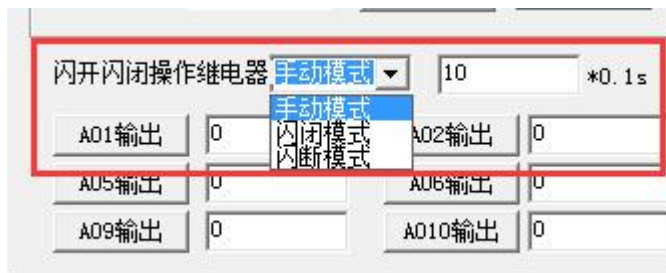 闪开闪闭操作继电器 手动模式 10 *0.1s
手动模式
闪闭模式
闪断模式
A01输出 0 A02输出 0
A05输出 0 A06输出 0
A09输出 0 A010输出 0